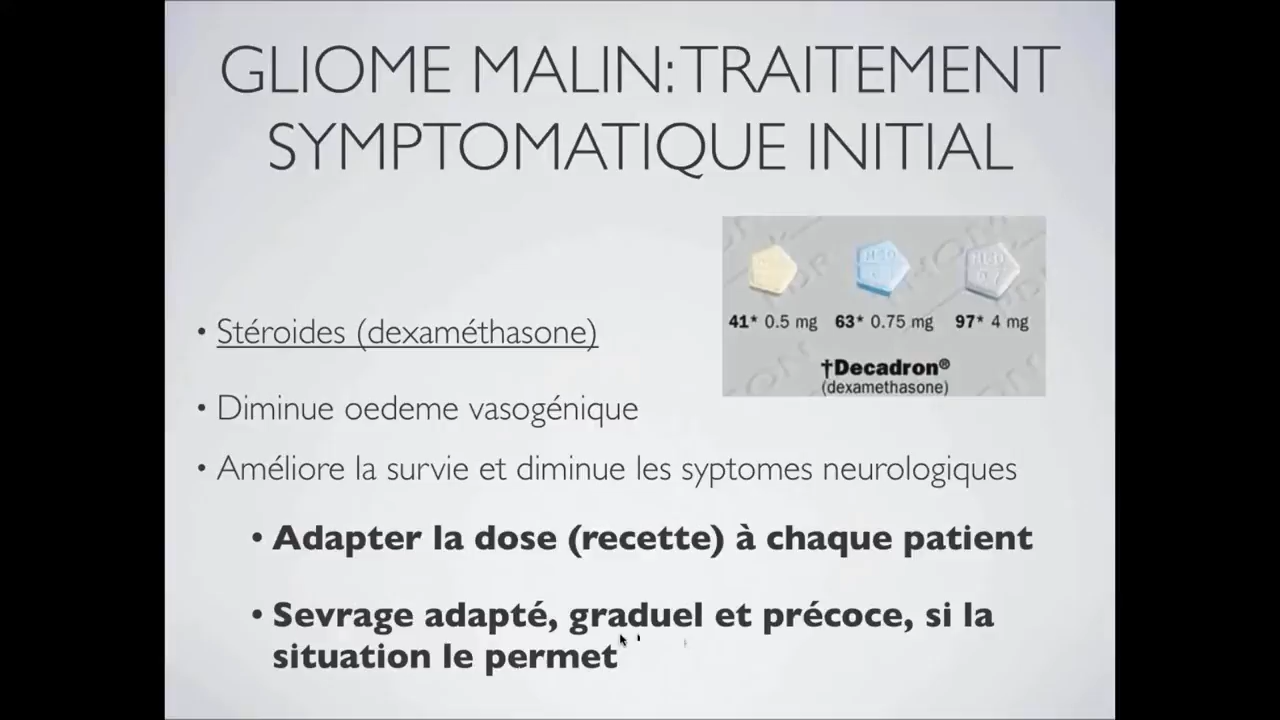 GLIOME MALIN: TRAITEMENT
SYMPTOMATIQUE INITIAL
41* 0.5 mg 63* 0.75 mg 97* 4 mg
†Decadron®
(dexamethasone)
• Stéroides (dexaméthasone)
• Diminue oedeme vasogénique
• Améliore la survie et diminue les syptomes neurologiques
• Adapter la dose (recette) à chaque patient
• Sevrage adapté, graduel et précoce, si la
situation le permet